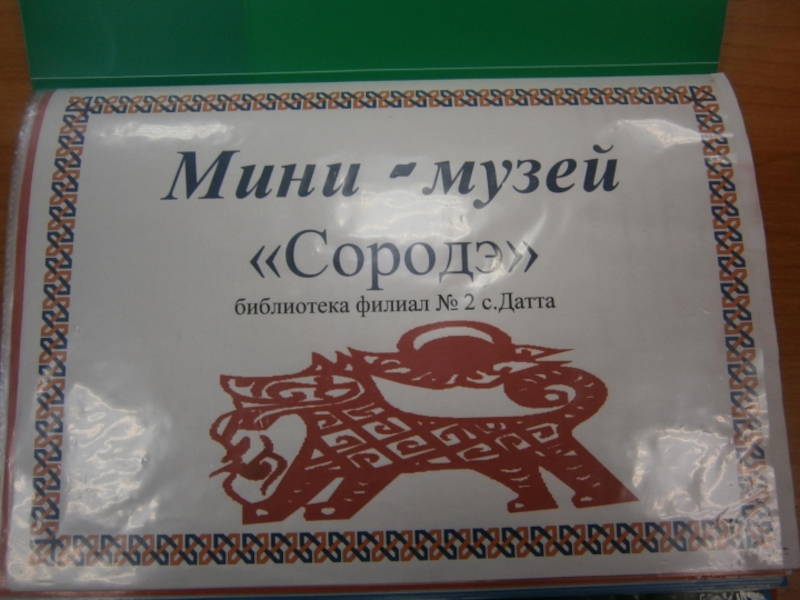 Мини - музей
«Сородэ»
библиотека филиал № 2 с.Датта